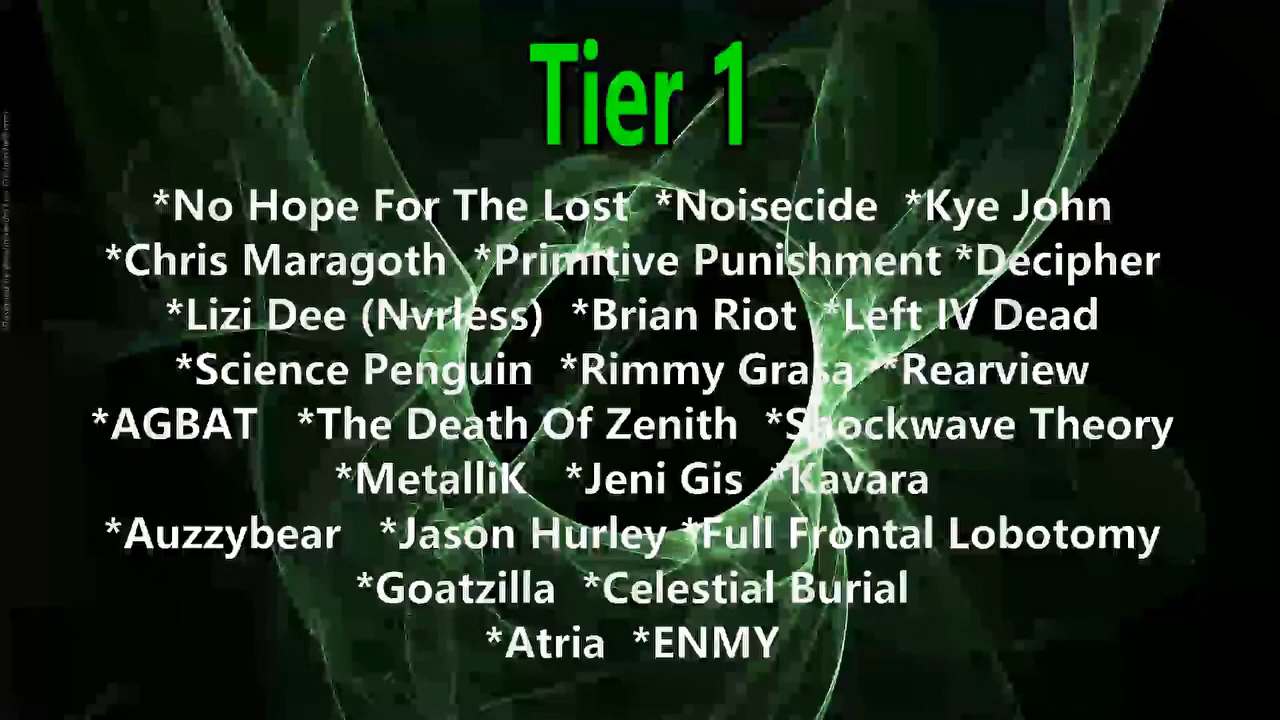 Tier 1
*No Hope For The Lost *Noisecide *Kye John
*Chris Maragoth *Primitive Punishment *Decipher
*Lizi Dee (Nvrless) *Brian Riot *Left IV Dead
*Science Penguin *Rimmy Grasa *Rearview
*AGBAT *The Death Of Zenith *Shockwave Theory
*MetalliK *Jeni Gis *Kavara
*Auzzybear *Jason Hurley *Full Frontal Lobotomy
*Goatzilla *Celestial Burial
*Atria *ENMY